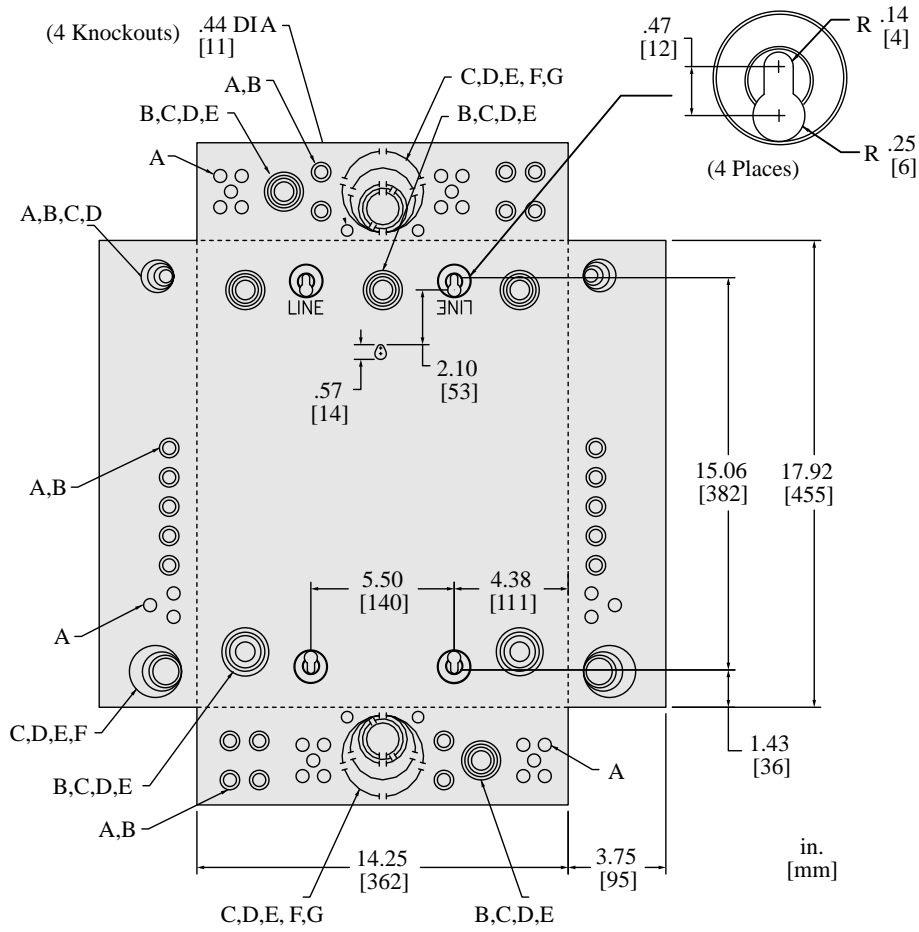 (4 Knockouts)
.44 DIA
[11]
.47
[12]
R .14
[4]
A,B
C,D,E, F,G
B,C,D,E
B,C,D,E
A
R .25
[6]
(4 Places)
A,B,C,D
LINE
LINE
2.10
[53]
.57
[14]
15.06
[382]
17.92
[455]
A,B
5.50
[140]
4.38
[111]
A
C,D,E,F
1.43
[36]
B,C,D,E
A
A,B
14.25
[362]
3.75
[95]
in.
[mm]
C,D,E, F,G
B,C,D,E